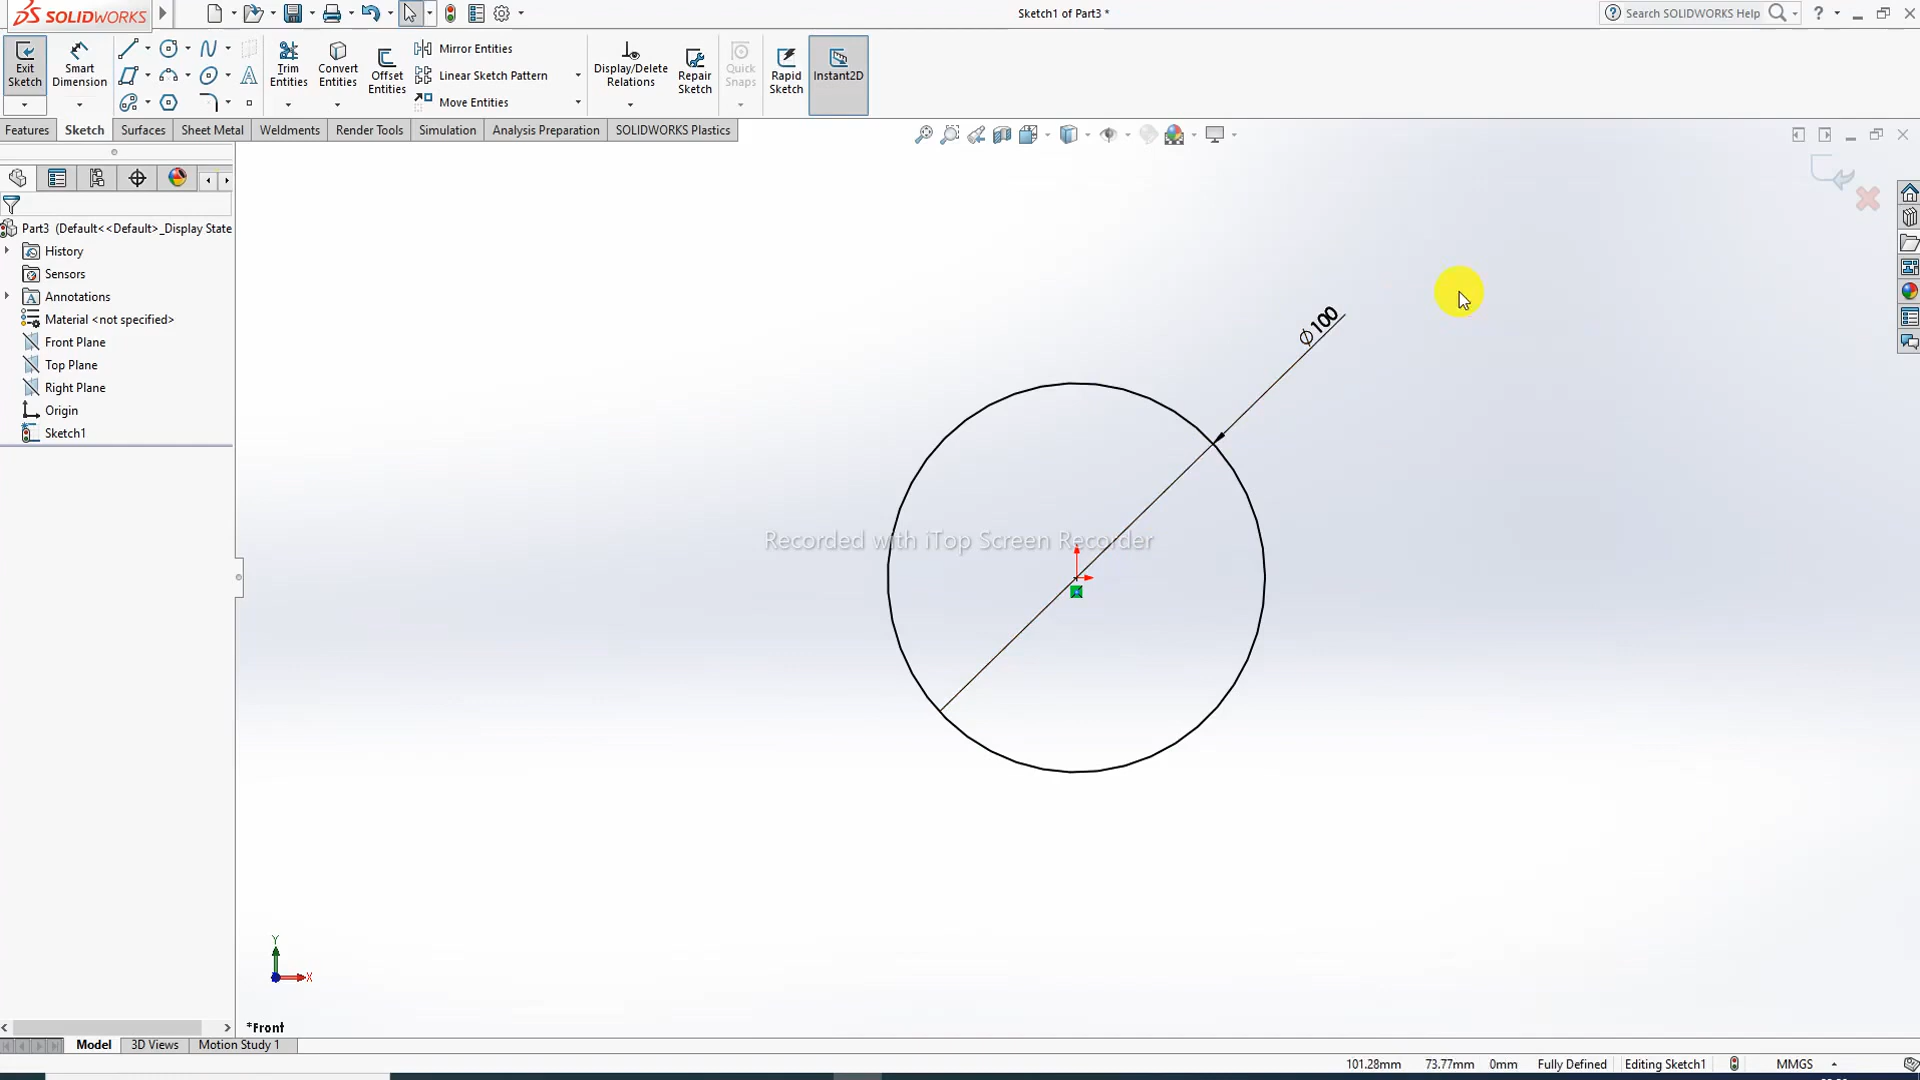 SOLIDWORKS
Sketch1 of Part3 *
Search SOLIDWORKS Help
Exit Sketch
Smart Dimension
Trim Entities
Convert Entities
Offset Entities
Mirror Entities
Linear Sketch Pattern
Move Entities
Display/Delete Relations
Repair Sketch
Quick Snaps
Rapid Sketch
Instant2D
Features Sketch Surfaces Sheet Metal Weldments Render Tools Simulation Analysis Preparation SOLIDWORKS Plastics
Part3 (Default<<Default>_Display State
History
Sensors
Annotations
Material <not specified>
Front Plane
Top Plane
Right Plane
Origin
Sketch1
∅100
Recorded with iTop Screen Recorder
Y
X
*Front
Model 3D Views Motion Study 1
101.28mm 73.77mm 0mm Fully Defined Editing Sketch1 MMGS